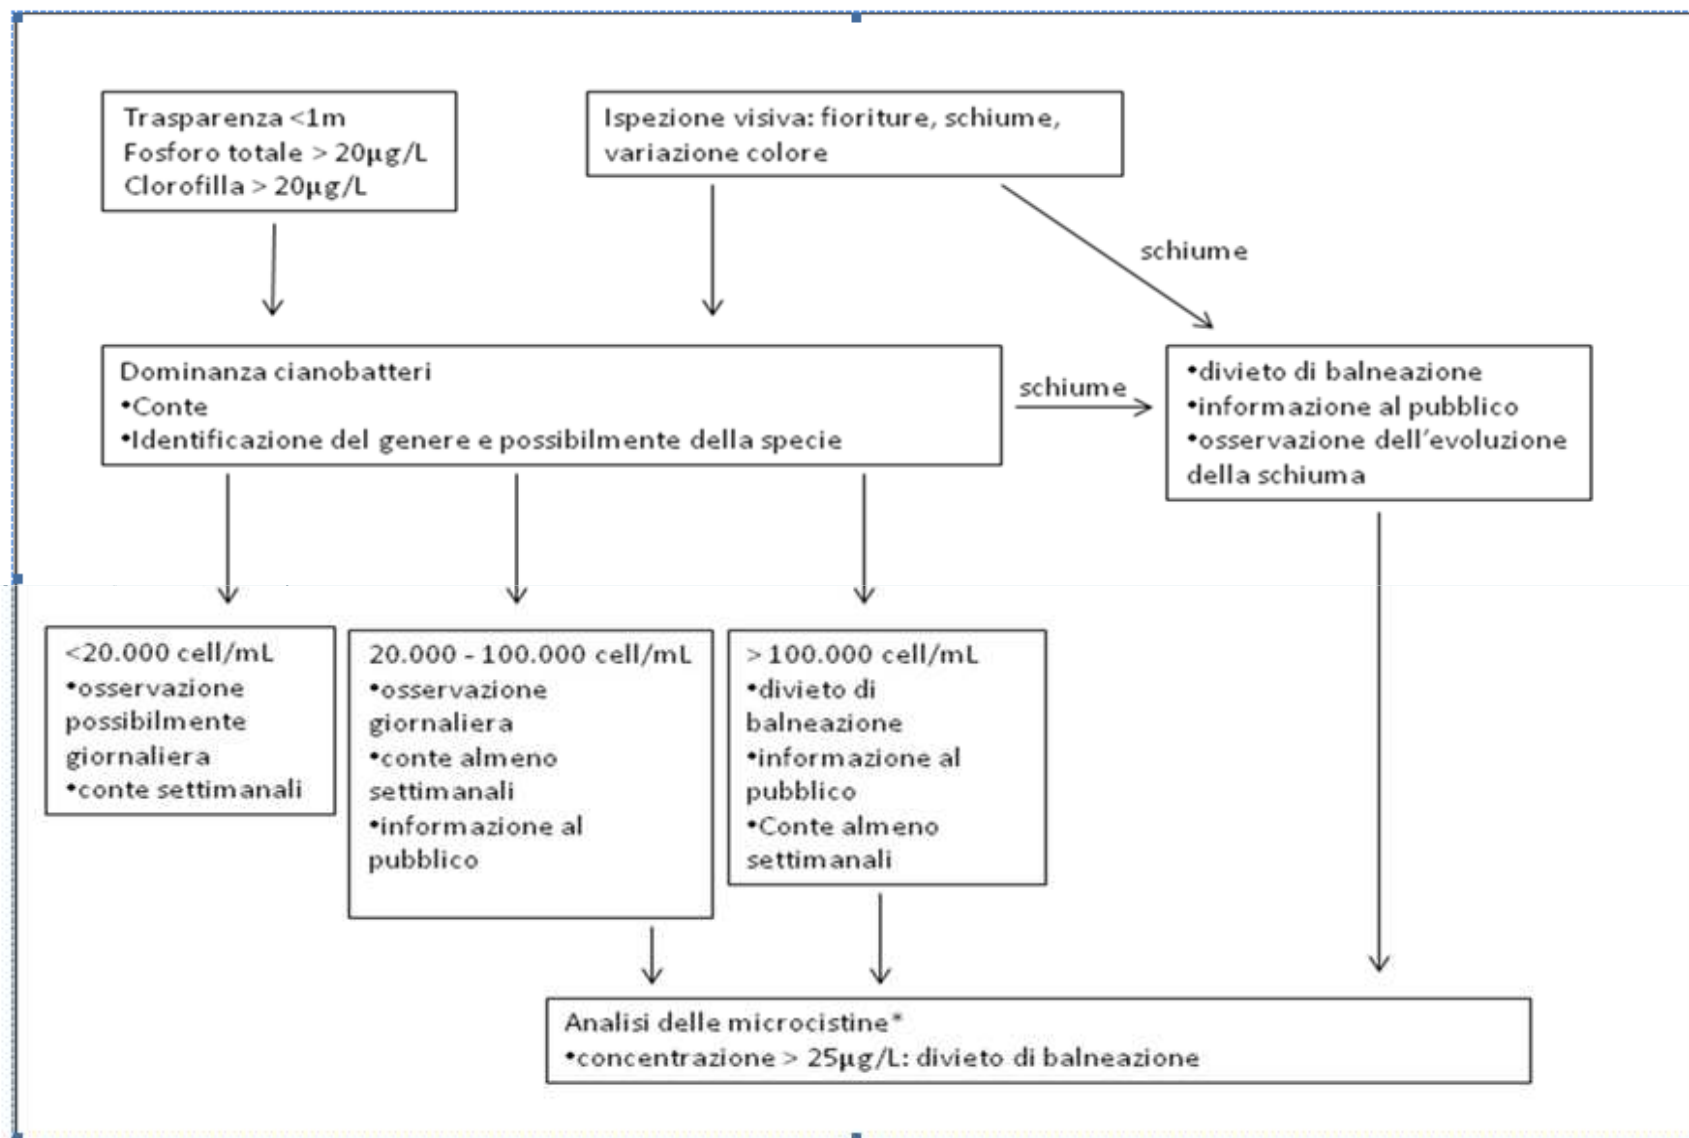 Trasparenza <1m
Fosforo totale > 20µg/L
Clorofilla > 20µg/L
Ispezione visiva: fioriture, schiume,
variazione colore
schiume
Dominanza cianobatteri
•Conte
•Identificazione del genere e possibilmente della specie
schiume
•divieto di balneazione
•informazione al pubblico
•osservazione dell'evoluzione
della schiuma
<20.000 cell/mL
•osservazione
possibilmente
giornaliera
•conte settimanali
20.000 - 100.000 cell/mL
•osservazione
giornaliera
•conte almeno
settimanali
•informazione al
pubblico
> 100.000 cell/mL
•divieto di
balneazione
•informazione al
pubblico
•Conte almeno
settimanali
Analisi delle microcistine*
•concentrazione > 25µg/L: divieto di balneazione